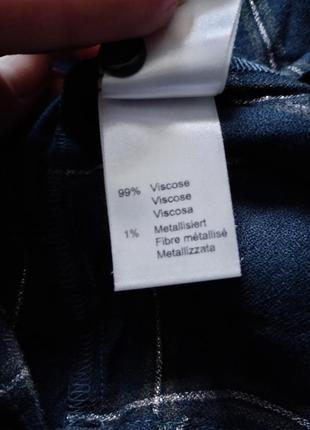 99% Viscose
Viscose
Viscosa
1% Metallisiert
Fibre métallisé
Metallizzata